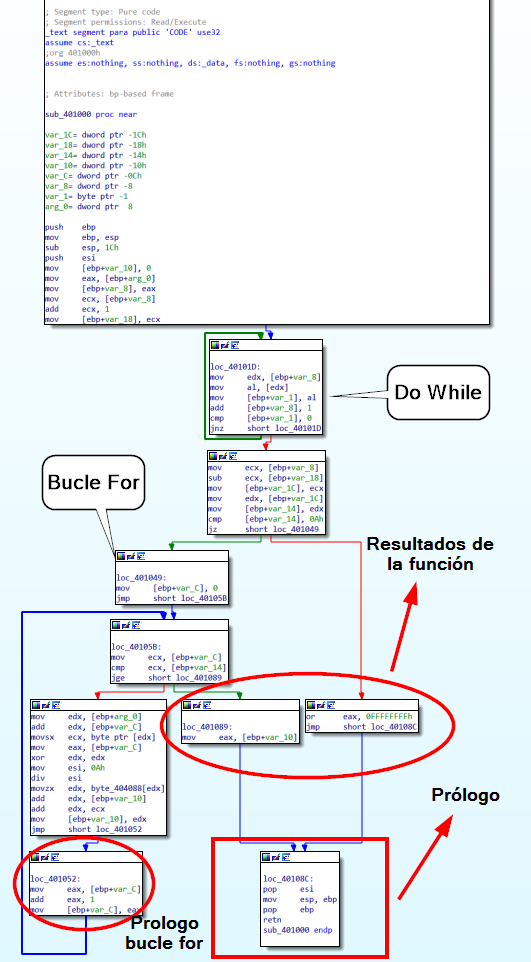 ; Segment type: Pure code
; Segment permissions: Read/Execute
_text segment para public 'CODE' use32
assume cs:_text
;org 401000h
assume es:nothing, ss:nothing, ds:_data, fs:nothing, gs:nothing
; Attributes: bp-based frame
sub_401000 proc near
var_1C= dword ptr -1Ch
var_18= dword ptr -18h
var_14= dword ptr -14h
var_10= dword ptr -10h
var_C= dword ptr -0Ch
var_8= dword ptr -8
var_1= byte ptr -1
arg_0= dword ptr  8
push    ebp
mov     ebp, esp
sub     esp, 1Ch
push    esi
mov     [ebp+var_10], 0
mov     eax, [ebp+arg_0]
mov     [ebp+var_8], eax
mov     ecx, [ebp+var_8]
add     ecx, 1
mov     [ebp+var_18], ecx
loc_40101D:
mov     edx, [ebp+var_8]
mov     al, [edx]
mov     [ebp+var_1], al
add     [ebp+var_8], 1
cmp     [ebp+var_1], 0
jnz     short loc_40101D
Do While
mov     ecx, [ebp+var_8]
sub     ecx, [ebp+var_18]
mov     [ebp+var_1C], ecx
mov     edx, [ebp+var_1C]
mov     [ebp+var_14], edx
cmp     [ebp+var_14], 0Ah
jz      short loc_401049
Bucle For
Resultados de
la función
loc_401049:
mov     [ebp+var_C], 0
jmp     short loc_40105B
loc_40105B:
mov     ecx, [ebp+var_C]
cmp     ecx, [ebp+var_14]
jge     short loc_401089
mov     edx, [ebp+arg_0]
add     edx, [ebp+var_C]
movsx   ecx, byte ptr [edx]
mov     eax, [ebp+var_C]
xor     edx, edx
mov     esi, 0Ah
div     esi
movzx   edx, byte_404088[edx]
add     edx, [ebp+var_10]
add     edx, ecx
mov     [ebp+var_10], edx
jmp     short loc_401052
loc_401089:
mov     eax, [ebp+var_10]
or      eax, 0FFFFFFFFh
jmp     short loc_40108C
Prólogo
loc_401052:
mov     eax, [ebp+var_C]
add     eax, 1
mov     [ebp+var_C], eax
Prologo
bucle for
loc_40108C:
pop     esi
mov     esp, ebp
pop     ebp
retn
sub_401000 endp